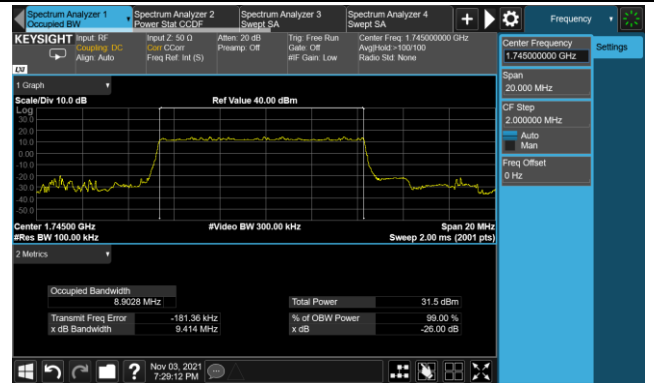 Spectrum Analyzer 1
Occupied BW
Spectrum Analyzer 2
Power Stat CCDF
Spectrum Analyzer 3
Swept SA
Spectrum Analyzer 4
Swept SA
+
Frequency
KEYSIGHT
Input: RF
Coupling: DC
Align: Auto
Input Z: 50 Ω
Corr CCorr
Freq Ref: Int (S)
Atten: 20 dB
Preamp: Off
Trig: Free Run
Gate: Off
#IF Gain: Low
Center Freq: 1.745000000 GHz
Avg|Hold:>100/100
Radio Std: None
LXI
1 Graph
Scale/Div 10.0 dB
Ref Value 40.00 dBm
Log
30.0
20.0
10.0
0.00
-10.0
-20.0
-30.0
-40.0
-50.0
Center 1.74500 GHz
#Video BW 300.00 kHz
Span 20 MHz
#Res BW 100.00 kHz
Sweep 2.00 ms (2001 pts)
2 Metrics
Occupied Bandwidth
8.9028 MHz
Total Power
31.5 dBm
Transmit Freq Error
-181.36 kHz
% of OBW Power
99.00 %
x dB Bandwidth
9.414 MHz
x dB
-26.00 dB
Center Frequency
1.745000000 GHz
Settings
Span
20.000 MHz
CF Step
2.000000 MHz
Auto
Man
Freq Offset
0 Hz
?
Nov 03, 2021
7:29:12 PM